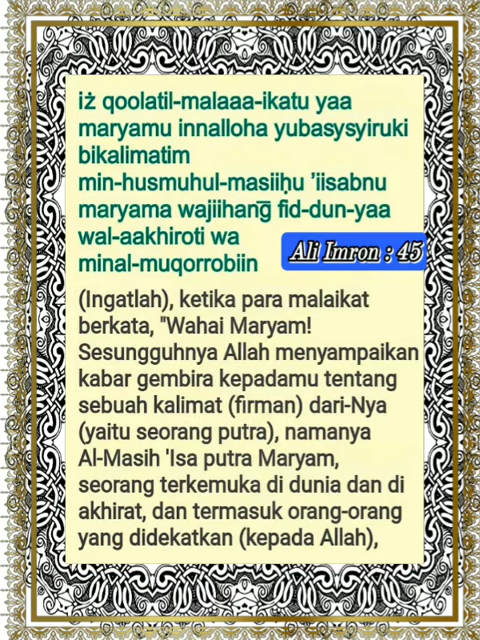 iż qoolatil-malaaa-ikatu yaa
maryamu innalloha yubasysyiruki
bikalimatim
min-husmuhul-masiiḥu 'iisabnu
maryama wajiihang̅ fid-dun-yaa
wal-aakhiroti wa
minal-muqorrobiin
Ali Imron : 45
(Ingatlah), ketika para malaikat
berkata, "Wahai Maryam!
Sesungguhnya Allah menyampaikan
kabar gembira kepadamu tentang
sebuah kalimat (firman) dari-Nya
(yaitu seorang putra), namanya
Al-Masih 'Isa putra Maryam,
seorang terkemuka di dunia dan di
akhirat, dan termasuk orang-orang
yang didekatkan (kepada Allah),